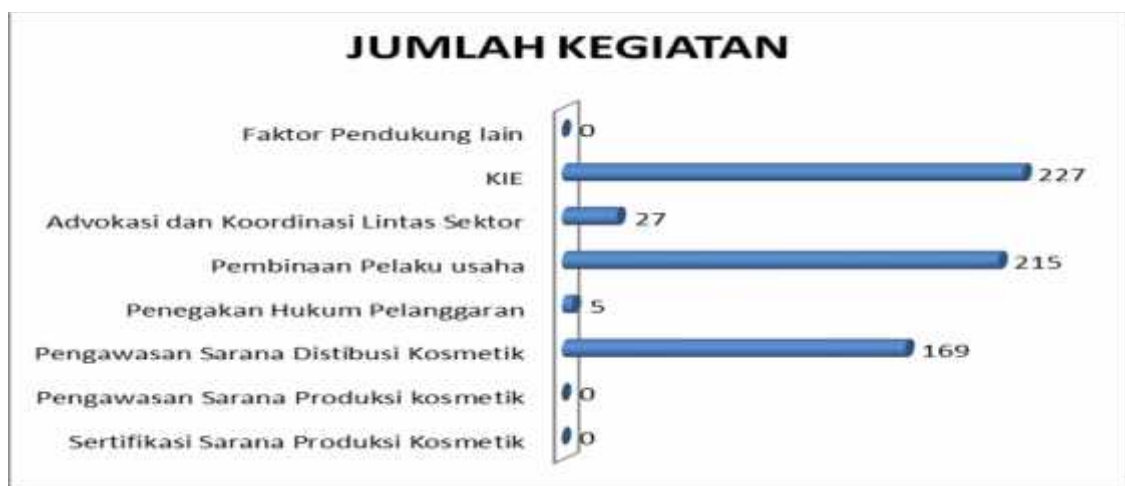 JUMLAH KEGIATAN
Faktor Pendukung lain 0
KIE 227
Advokasi dan Koordinasi Lintas Sektor 27
Pembinaan Pelaku usaha 215
Penegakan Hukum Pelanggaran 5
Pengawasan Sarana Distibusi Kosmetik 169
Pengawasan Sarana Produksi kosmetik 0
Sertifikasi Sarana Produksi Kosmetik 0